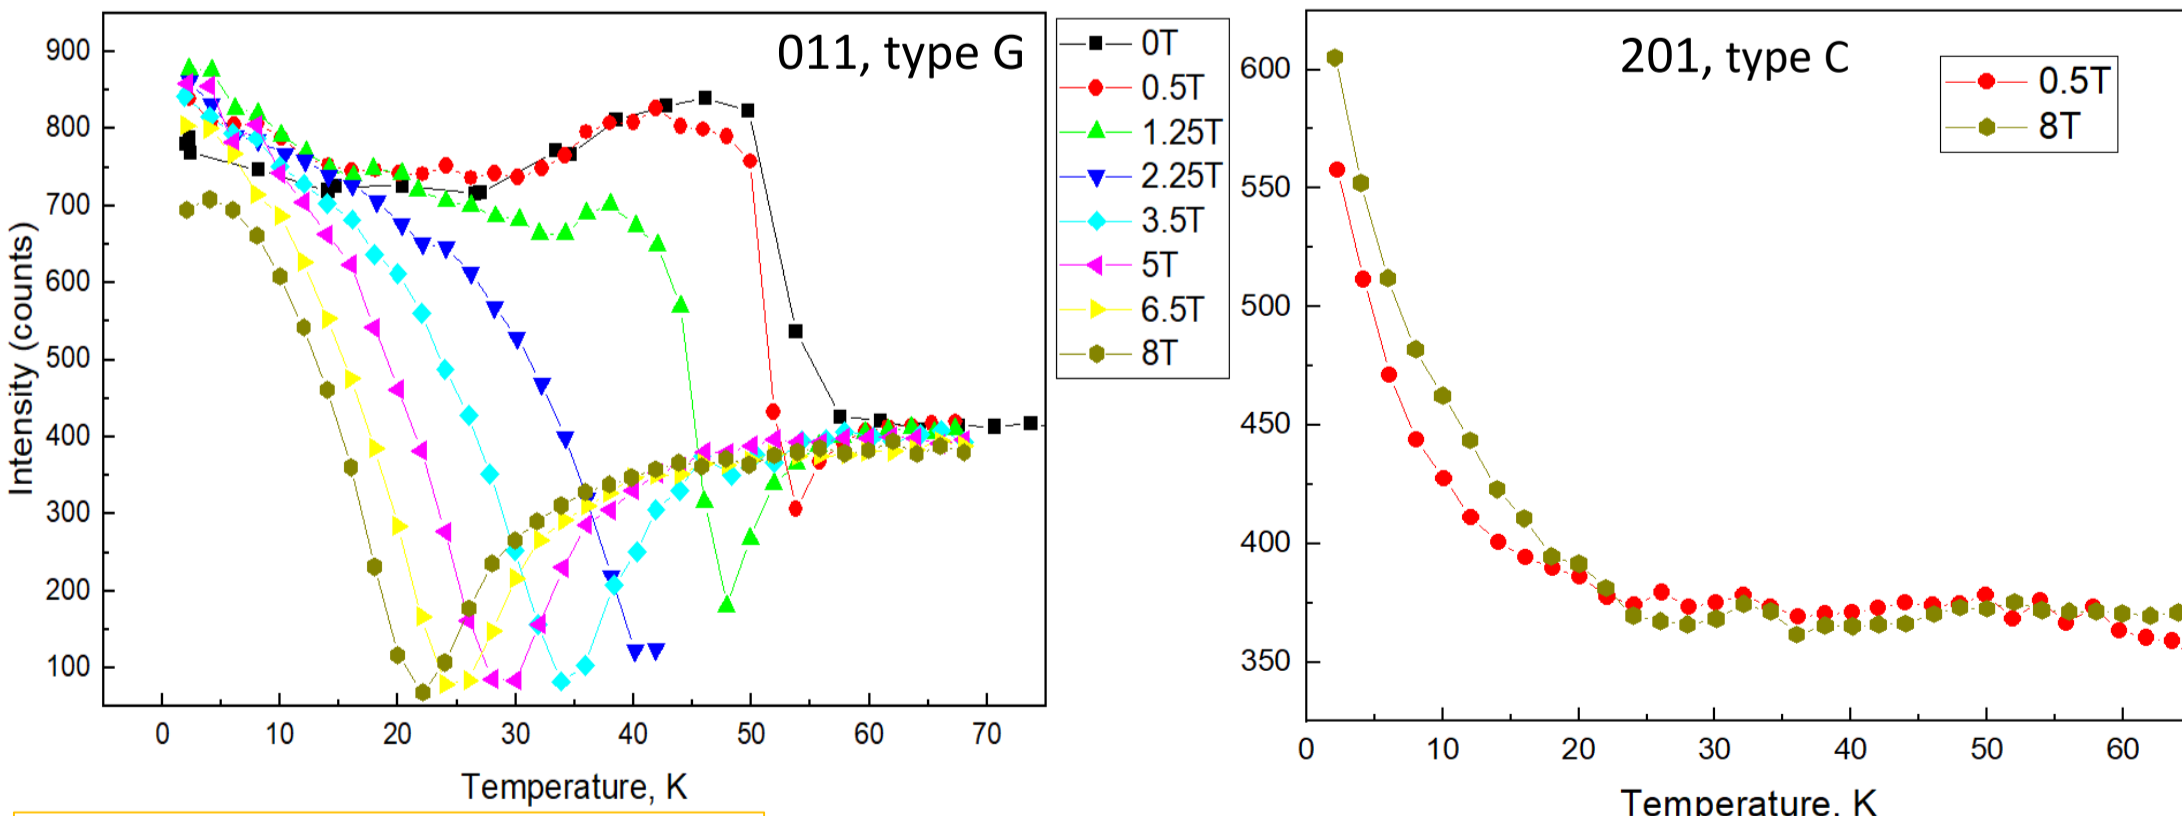 011, type G
900
800
700
600
500
400
300
200
100
Intensity (counts)
0 10 20 30 40 50 60 70
Temperature, K
0T
0.5T
1.25T
2.25T
3.5T
5T
6.5T
8T
201, type C
0.5T
8T
600
550
500
450
400
350
0 10 20 30 40 50 60
Temperature, K